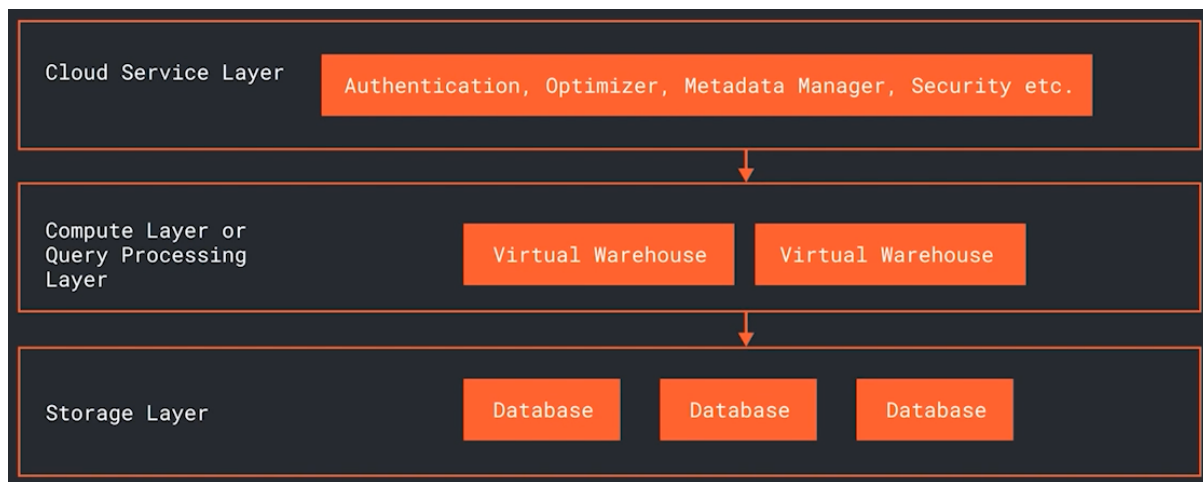 Cloud Service Layer
Authentication, Optimizer, Metadata Manager, Security etc.
Compute Layer or
Query Processing
Layer
Virtual Warehouse
Virtual Warehouse
Storage Layer
Database
Database
Database